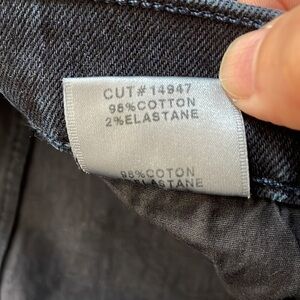 CUT# 14947
98%COTTON
2%ELASTANE
98%COTON
2%ELASTANE